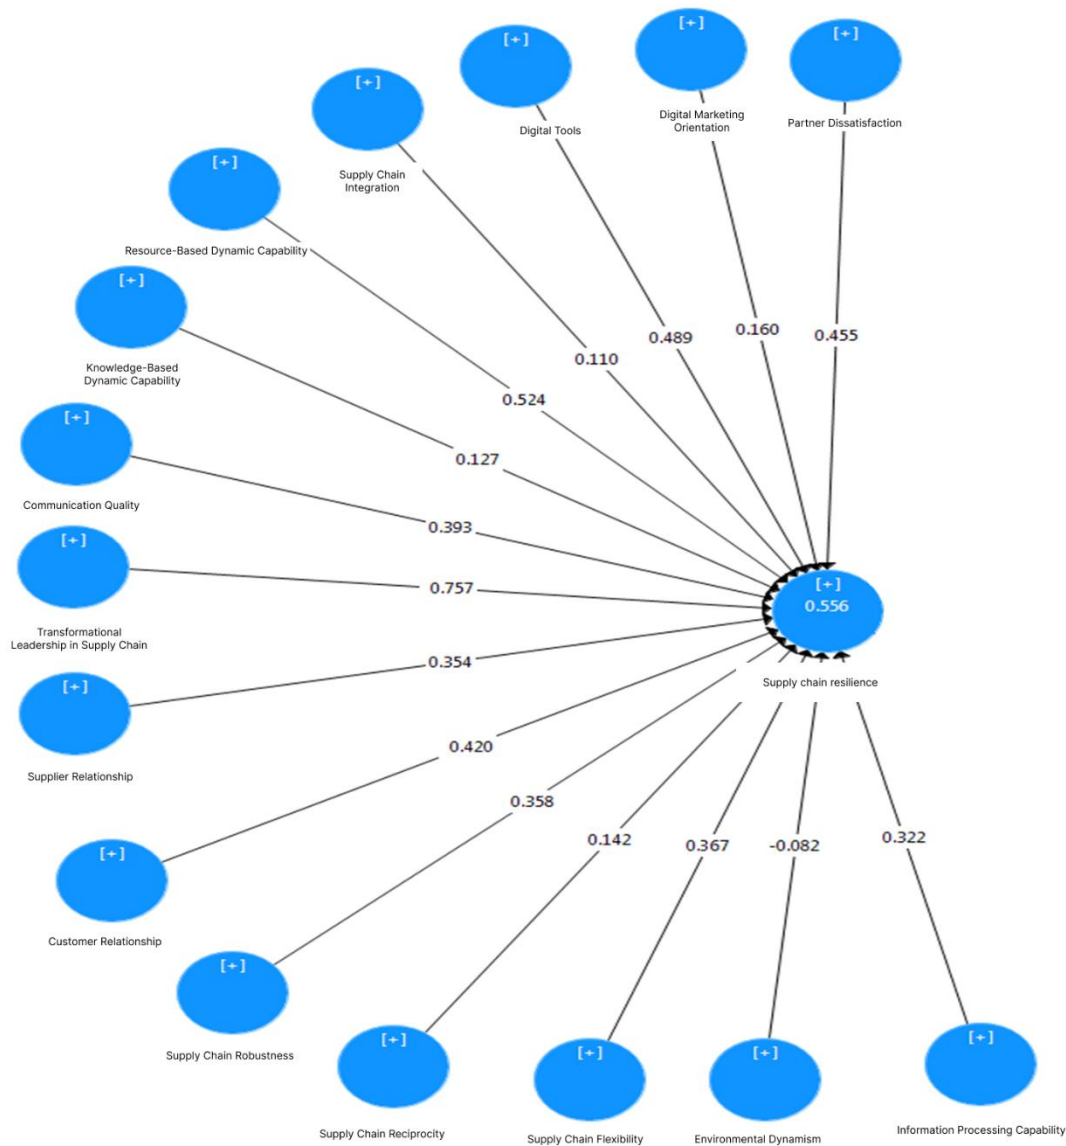 [+]
[+]
[+]
[+]
Digital Marketing
Orientation
Partner Dissatisfaction
Digital Tools
[+]
Supply Chain
Integration
Resource-Based Dynamic Capability
[+]
Knowledge-Based
Dynamic Capability
0.160
0.455
0.489
0.110
0.524
[+]
0.127
Communication Quality
0.393
[+]
0.757
[+]
0.556
Transformational
Leadership in Supply Chain
0.354
[+]
Supply chain resilience
Supplier Relationship
0.420
0.358
[+]
0.142
0.367
-0.082
0.322
Customer Relationship
[+]
Supply Chain Robustness
[+]
[+]
[+]
[+]
Supply Chain Reciprocity
Supply Chain Flexibility
Environmental Dynamism
Information Processing Capability